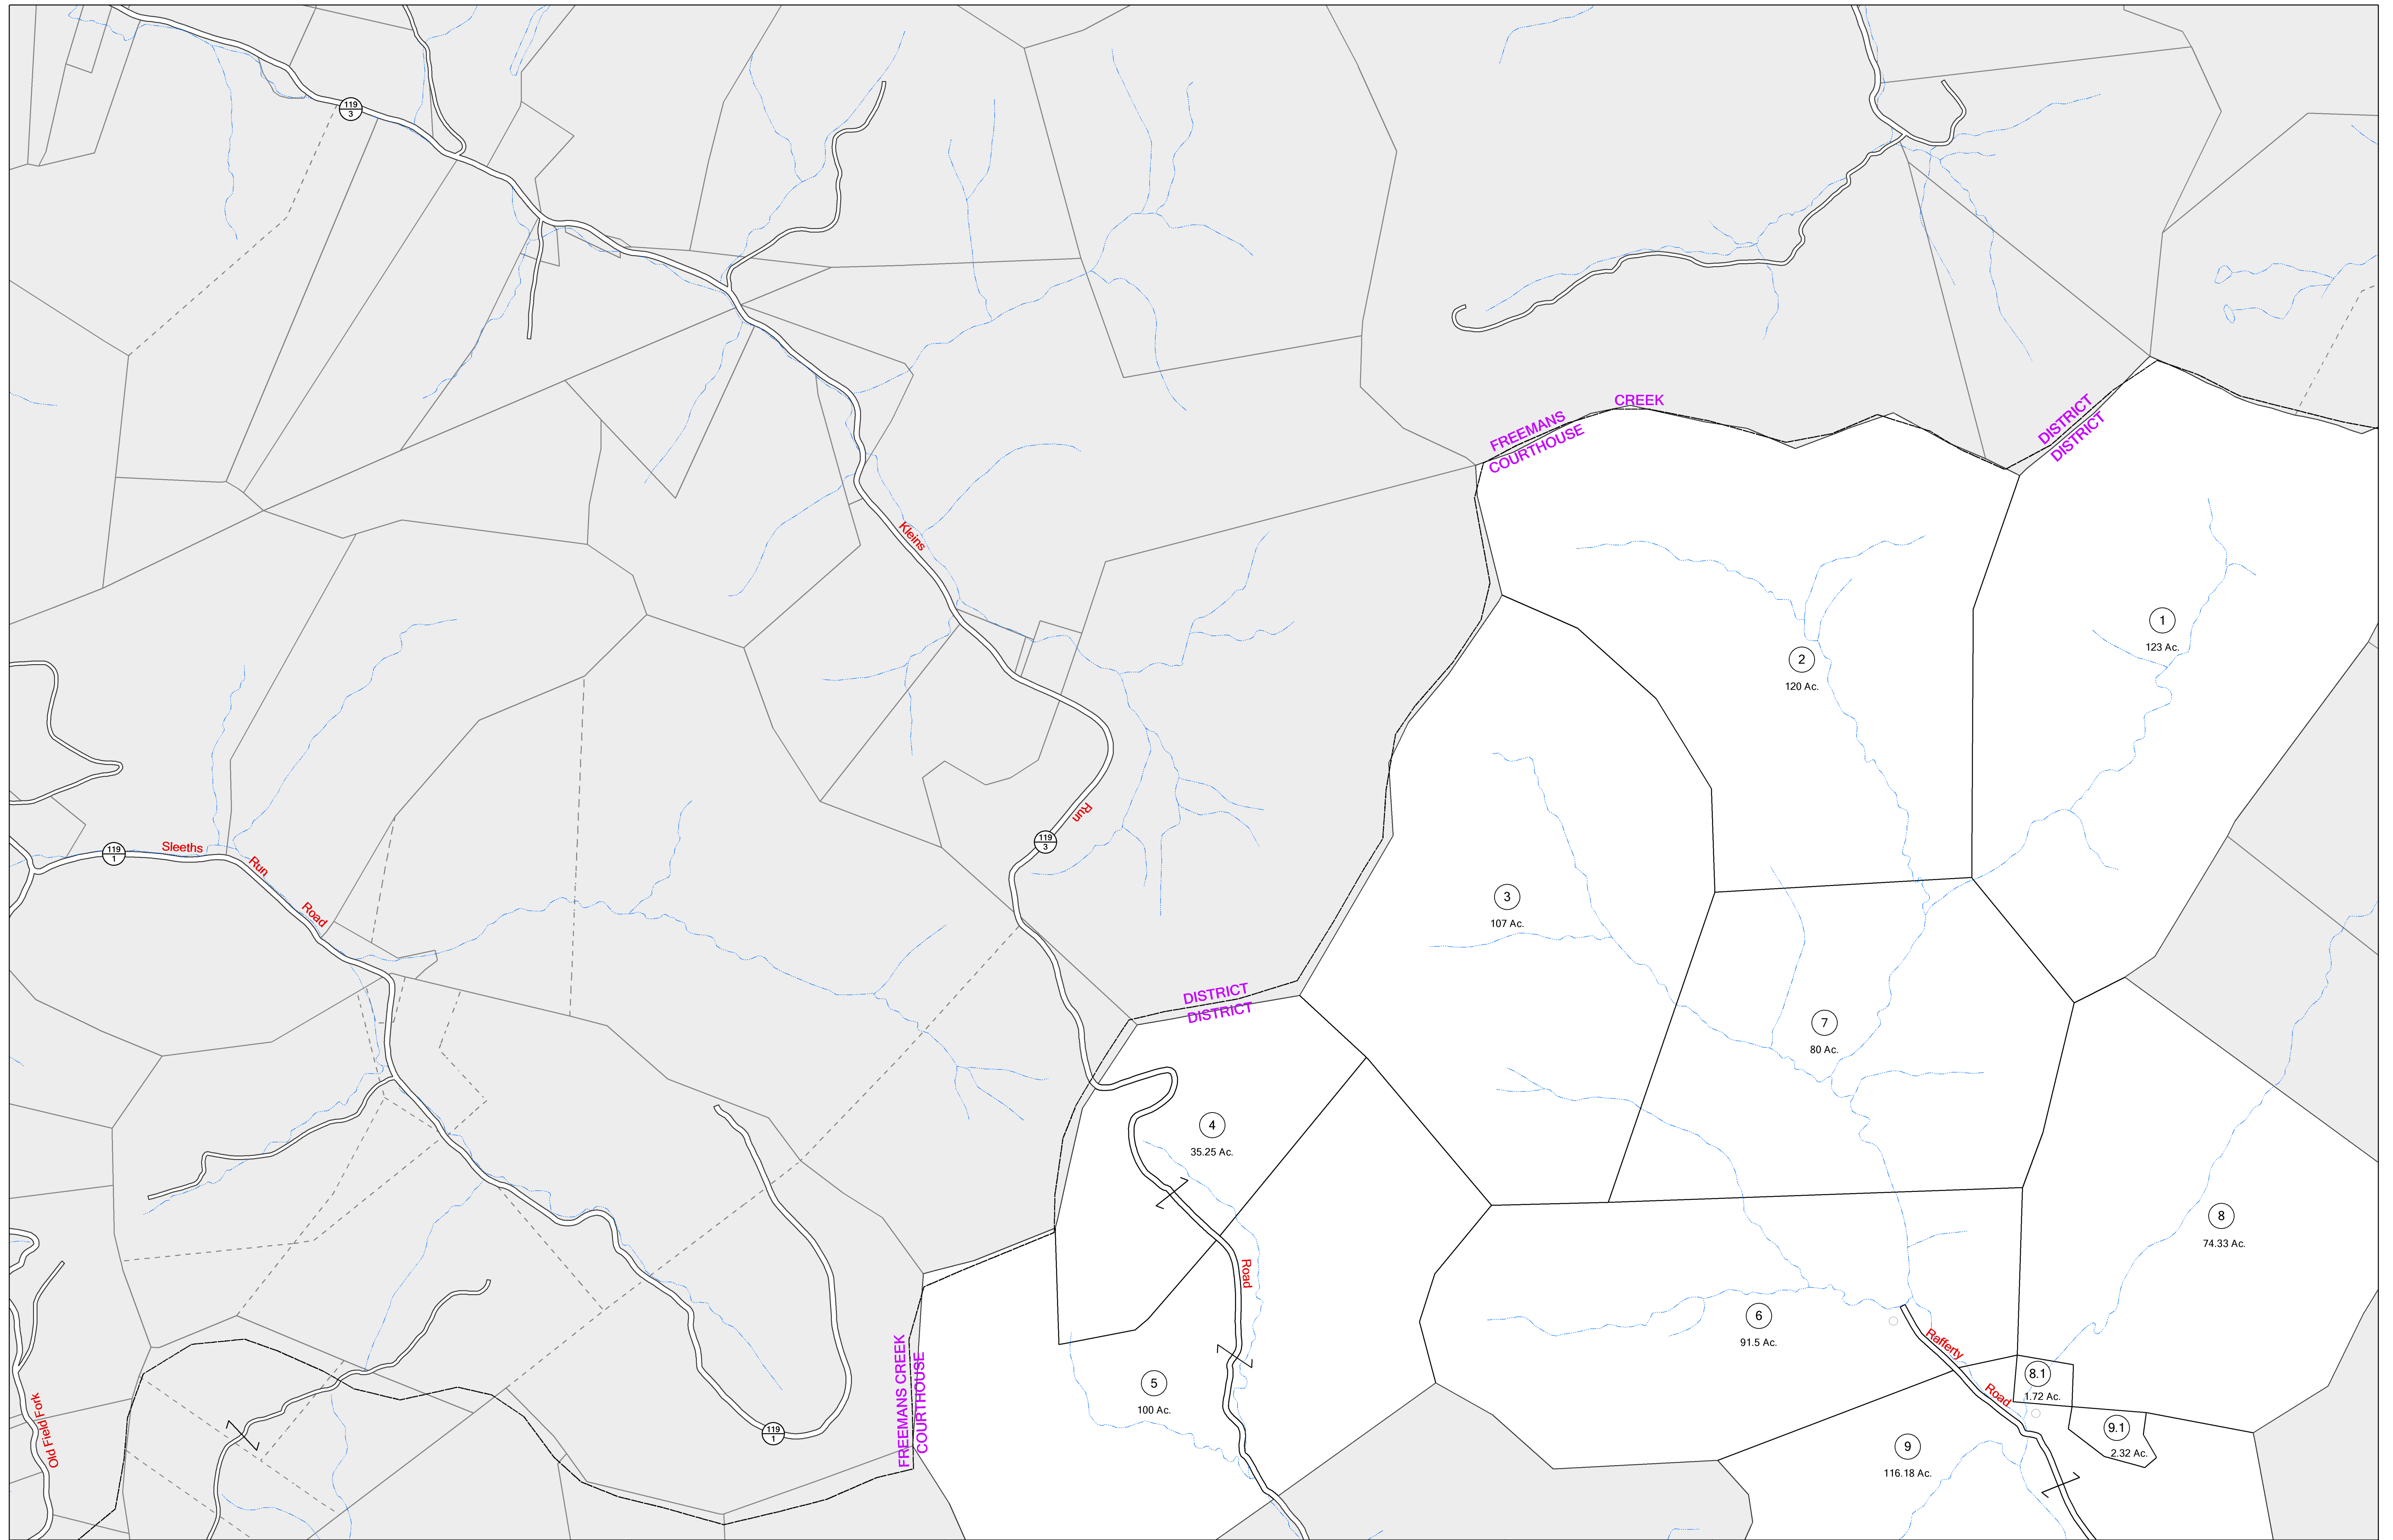 119
3
CREEK
FREEMANS
COURTHOUSE
DISTRICT
DISTRICT
Kleins
1
123 Ac.
2
120 Ac.
Run
119
3
119
1
Sleeths
Run
Road
3
107 Ac.
DISTRICT
DISTRICT
7
80 Ac.
4
35.25 Ac.
8
74.33 Ac.
Road
6
91.5 Ac.
Rafferty
Road
8.1
1.72 Ac.
5
100 Ac.
FREEMANS CREEK
COURTHOUSE
119
1
Old Field Fork
9.1
2.32 Ac.
9
116.18 Ac.